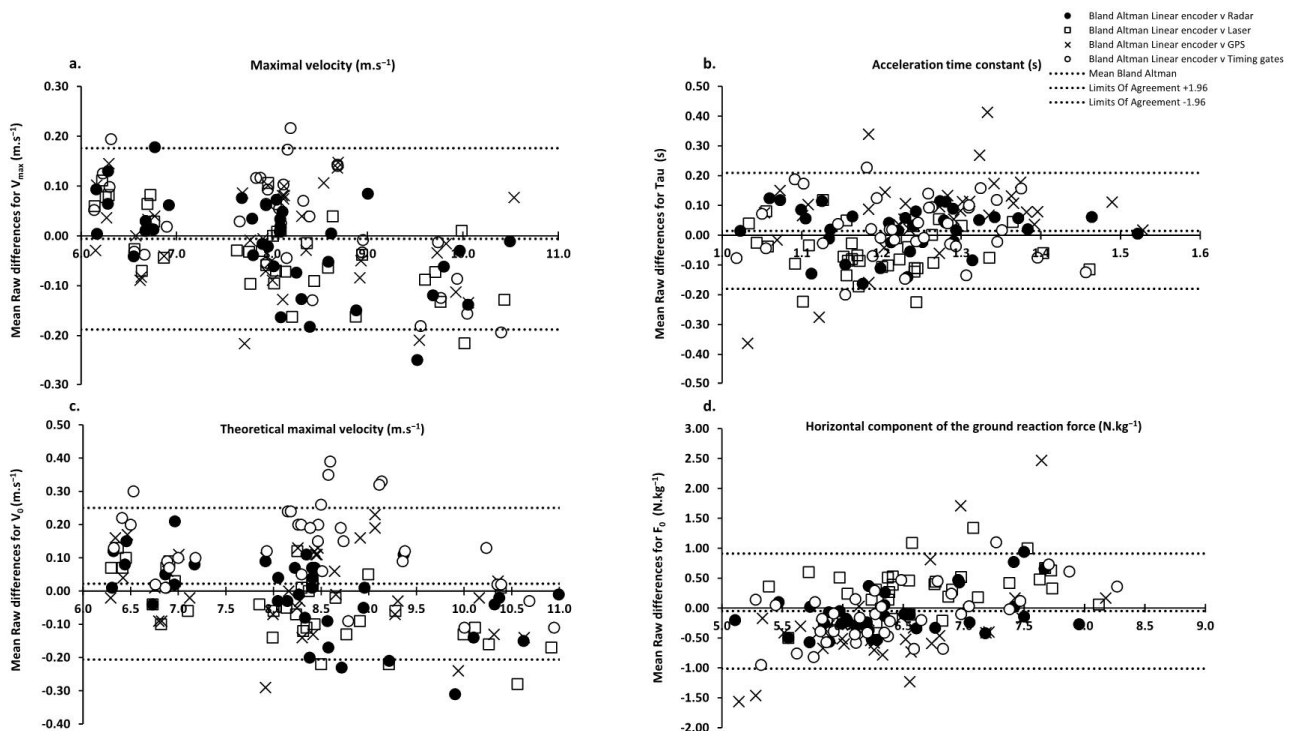 Bland Altman Linear encoder v Radar
Bland Altman Linear encoder v Laser
Bland Altman Linear encoder v GPS
Bland Altman Linear encoder v Timing gates
Mean Bland Altman
Limits Of Agreement +1.96
Limits Of Agreement -1.96
a.
Maximal velocity (m.s⁻¹)
Mean Raw differences for Vmax (m.s⁻¹)
0.30
0.20
0.10
0.00
-0.10
-0.20
-0.30
6.0 7.0 8.0 9.0 10.0 11.0
b.
Acceleration time constant (s)
Mean Raw differences for Tau (s)
0.50
0.40
0.30
0.20
0.10
0.00
-0.10
-0.20
-0.30
-0.40
-0.50
1.0 1.1 1.2 1.3 1.4 1.5 1.6
c.
Theoretical maximal velocity (m.s⁻¹)
Mean Raw differences for V₀ (m.s⁻¹)
0.50
0.40
0.30
0.20
0.10
0.00
-0.10
-0.20
-0.30
-0.40
6.0 6.5 7.0 7.5 8.0 8.5 9.0 9.5 10.0 10.5 11.0
d.
Horizontal component of the ground reaction force (N.kg⁻¹)
Mean Raw differences for F₀ (N.kg⁻¹)
3.00
2.50
2.00
1.50
1.00
0.50
0.00
-0.50
-1.00
-1.50
-2.00
5.0 5.5 6.0 6.5 7.0 7.5 8.0 8.5 9.0